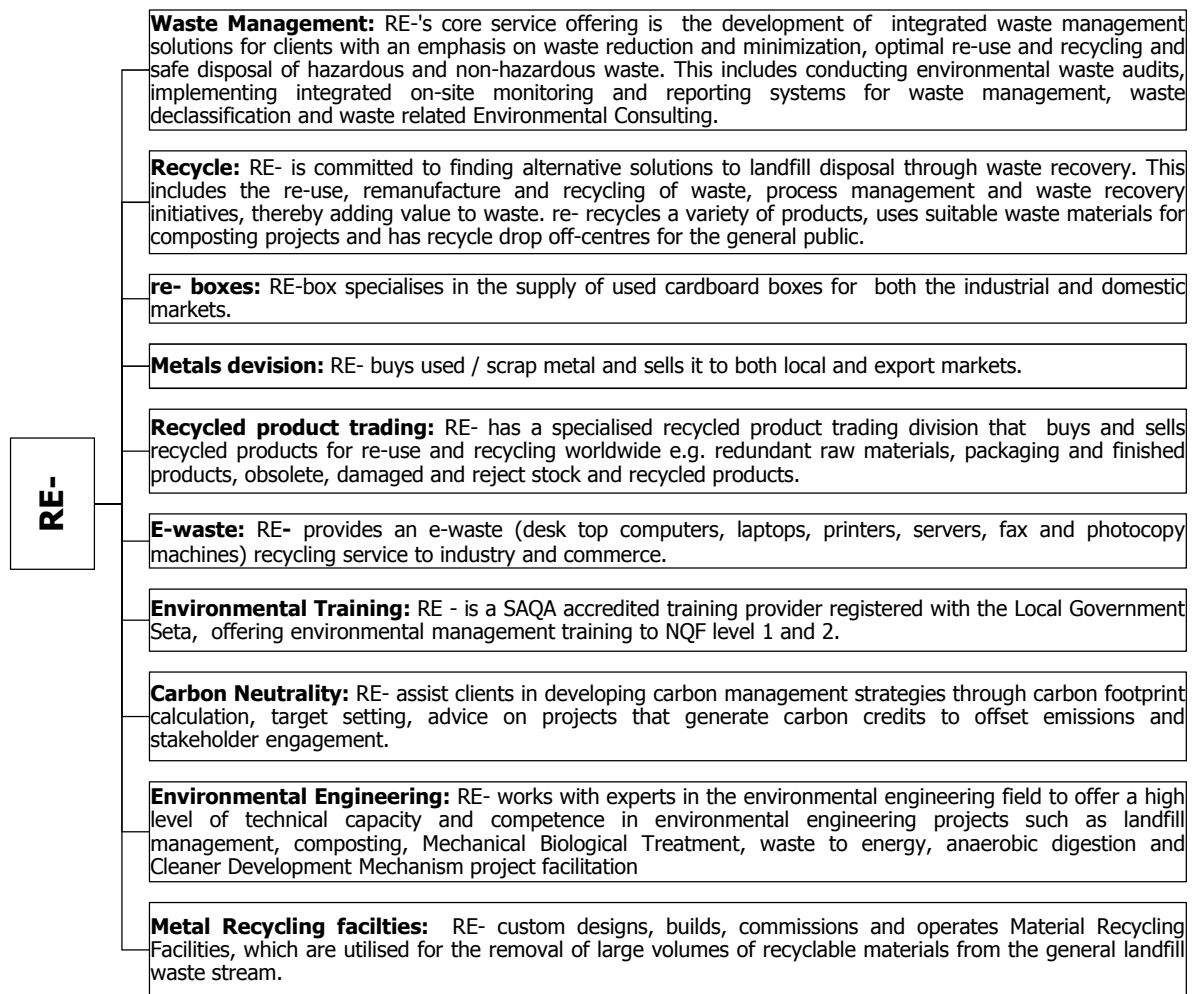 Waste Management: RE-'s core service offering is the development of integrated waste management
solutions for clients with an emphasis on waste reduction and minimization, optimal re-use and recycling and
safe disposal of hazardous and non-hazardous waste. This includes conducting environmental waste audits,
implementing integrated on-site monitoring and reporting systems for waste management, waste
declassification and waste related Environmental Consulting.
Recycle: RE- is committed to finding alternative solutions to landfill disposal through waste recovery. This
includes the re-use, remanufacture and recycling of waste, process management and waste recovery
initiatives, thereby adding value to waste. re- recycles a variety of products, uses suitable waste materials for
composting projects and has recycle drop off-centres for the general public.
re- boxes: RE-box specialises in the supply of used cardboard boxes for both the industrial and domestic
markets.
Metals devision: RE- buys used / scrap metal and sells it to both local and export markets.
RE-
Recycled product trading: RE- has a specialised recycled product trading division that buys and sells
recycled products for re-use and recycling worldwide e.g. redundant raw materials, packaging and finished
products, obsolete, damaged and reject stock and recycled products.
E-waste: RE- provides an e-waste (desk top computers, laptops, printers, servers, fax and photocopy
machines) recycling service to industry and commerce.
Environmental Training: RE - is a SAQA accredited training provider registered with the Local Government
Seta, offering environmental management training to NQF level 1 and 2.
Carbon Neutrality: RE- assist clients in developing carbon management strategies through carbon footprint
calculation, target setting, advice on projects that generate carbon credits to offset emissions and
stakeholder engagement.
Environmental Engineering: RE- works with experts in the environmental engineering field to offer a high
level of technical capacity and competence in environmental engineering projects such as landfill
management, composting, Mechanical Biological Treatment, waste to energy, anaerobic digestion and
Cleaner Development Mechanism project facilitation
Metal Recycling facilties: RE- custom designs, builds, commissions and operates Material Recycling
Facilities, which are utilised for the removal of large volumes of recyclable materials from the general landfill
waste stream.